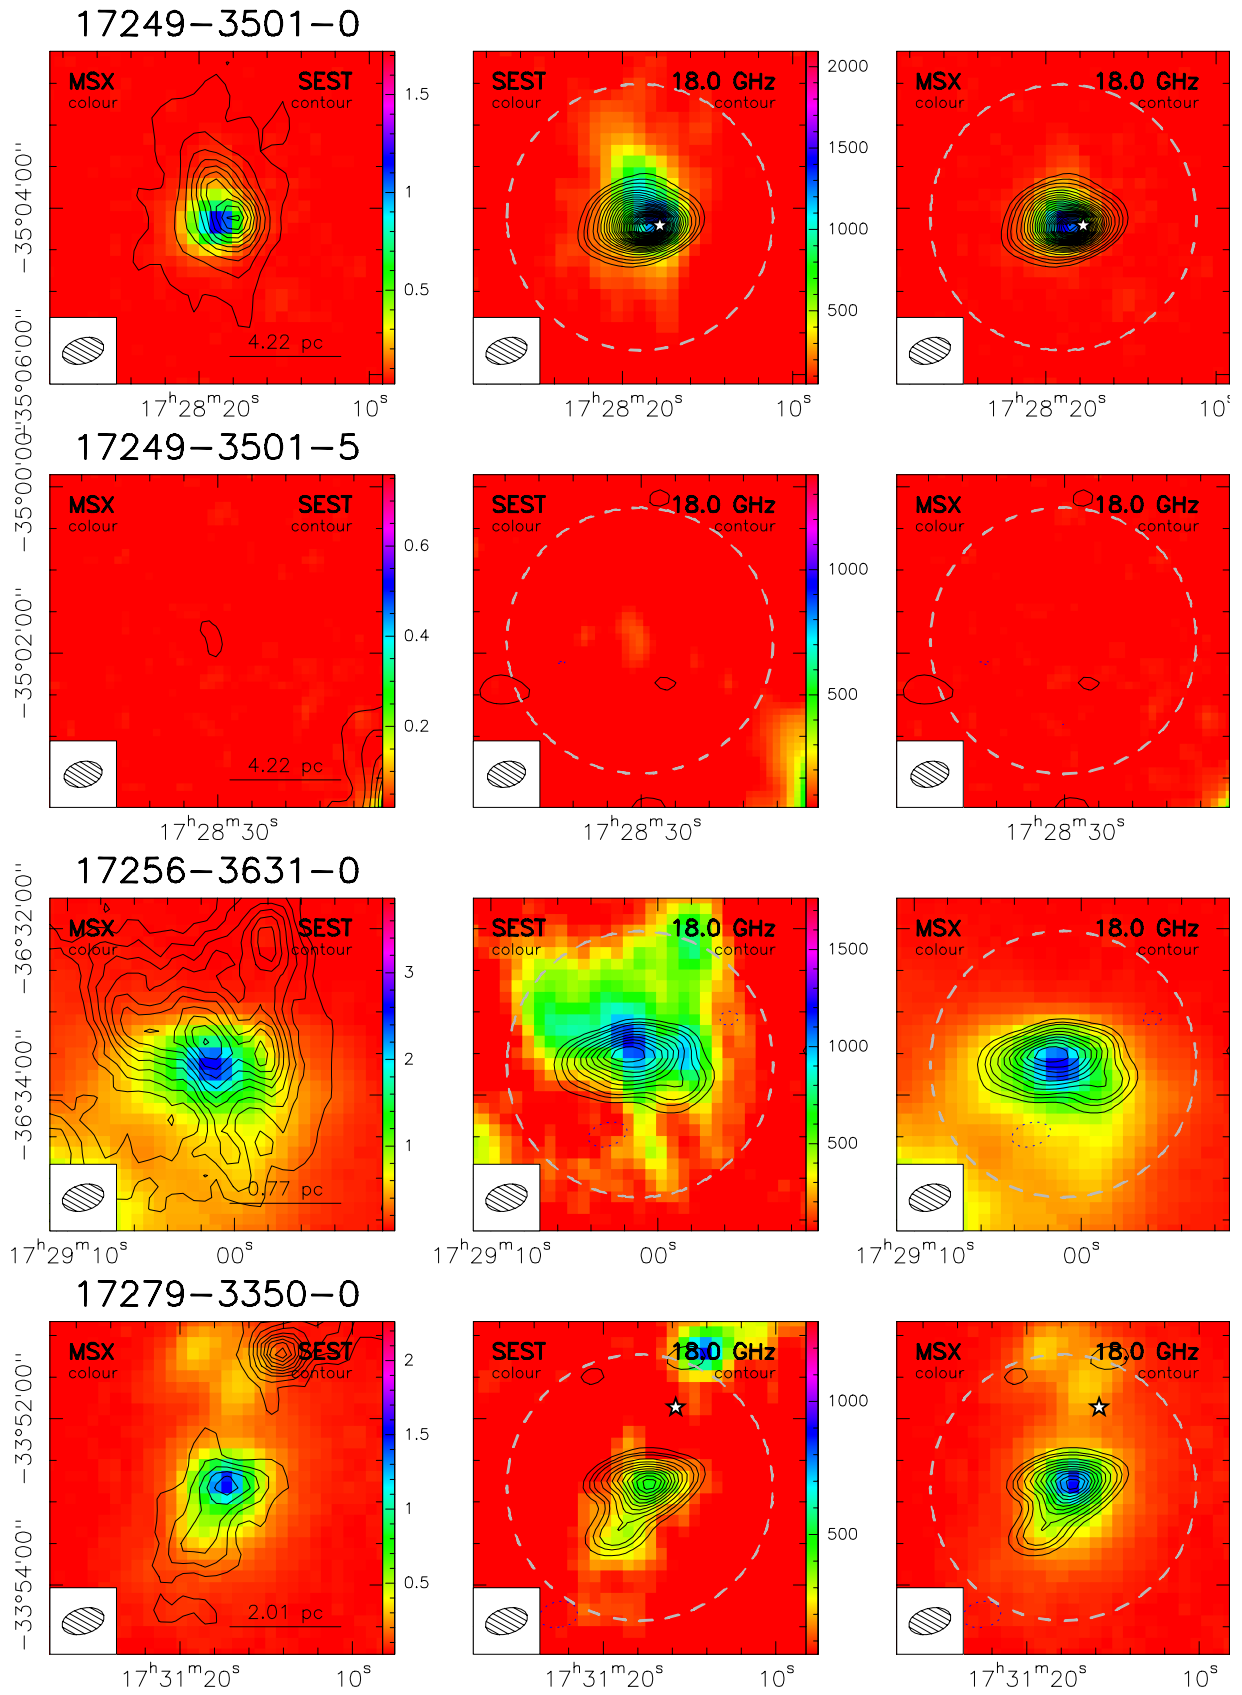 17249−3501−0
MSX SEST
colour contour
SEST 18.0 GHz
colour contour
MSX 18.0 GHz
colour contour
1.5
1
0.5
2000
1500
1000
500
4.22 pc
−35°04'00"
−35°06'00"
17h28m20s 10s
17h28m20s 10s
17h28m20s 10s
17249−3501−5
MSX SEST
colour contour
SEST 18.0 GHz
colour contour
MSX 18.0 GHz
colour contour
0.6
0.4
0.2
1000
500
4.22 pc
−35°00'00"
−35°02'00"
17h28m30s
17h28m30s
17h28m30s
17256−3631−0
MSX SEST
colour contour
SEST 18.0 GHz
colour contour
MSX 18.0 GHz
colour contour
3
2
1
1500
1000
500
0.77 pc
−36°32'00"
−36°34'00"
17h29m10s 00s
17h29m10s 00s
17h29m10s 00s
17279−3350−0
MSX SEST
colour contour
SEST 18.0 GHz
colour contour
MSX 18.0 GHz
colour contour
2
1.5
1
0.5
1000
500
2.01 pc
−33°52'00"
−33°54'00"
17h31m20s 10s
17h31m20s 10s
17h31m20s 10s